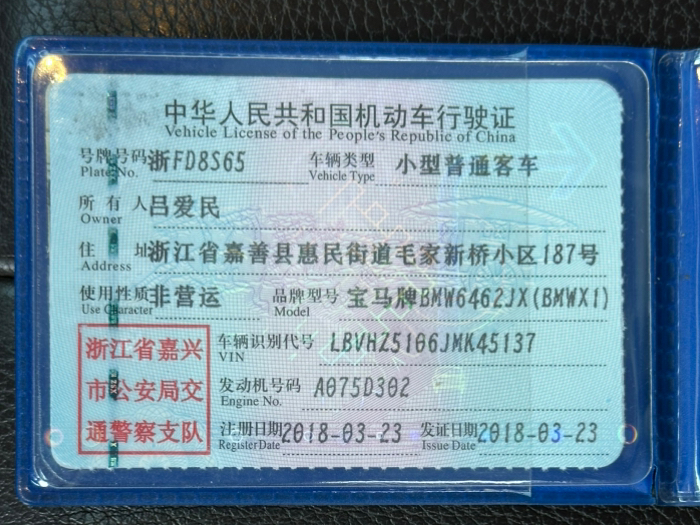 中华人民共和国机动车行驶证
Vehicle License of the People's Republic of China
号牌号码 浙FD8S65 车辆类型 小型普通客车
Plate No. Vehicle Type
所有人 吕爱民
Owner
住址 浙江省嘉善县惠民街道毛家新桥小区187号
Address
使用性质 非营运 品牌型号 宝马牌BMW6462JX(BMWX1)
Use Character Model
浙江省嘉兴 车辆识别代号 LBVHZ5106JMK45137
VIN
市公安局交 发动机号码 A075D302
Engine No.
通警察支队 注册日期 2018-03-23 发证日期 2018-03-23
Register Date Issue Date